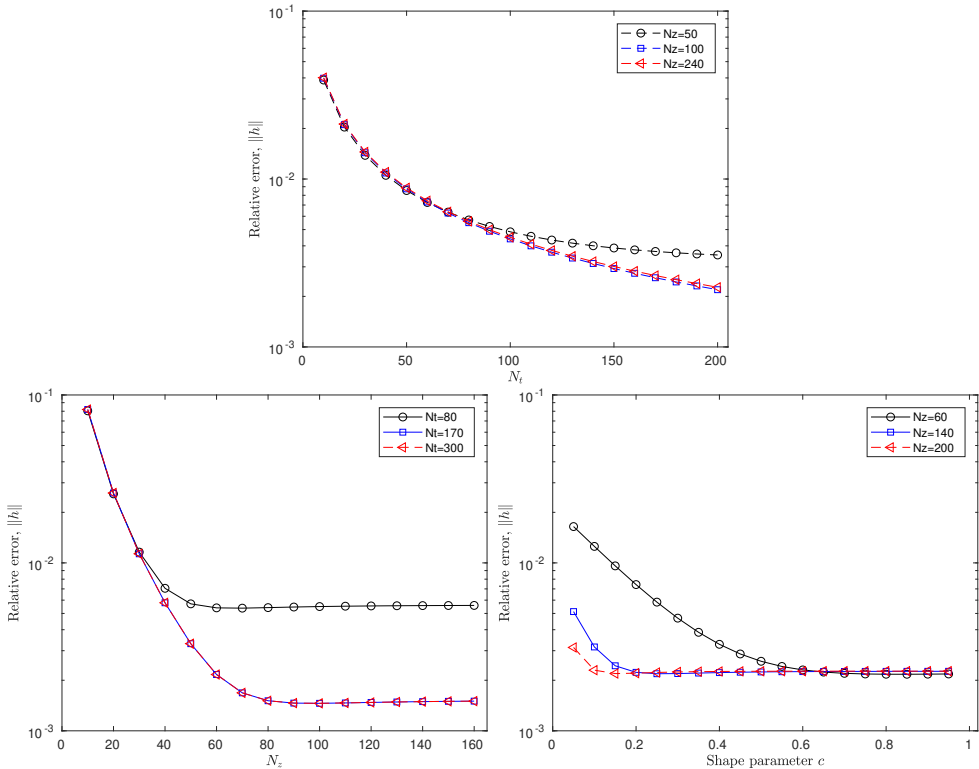 10^-1
10^-2
10^-3
Relative error, ||h||
0
50
100
150
200
N_t
Nz=50
Nz=100
Nz=240
10^-1
10^-2
10^-3
Relative error, ||h||
0
20
40
60
80
100
120
140
160
N_z
Nt=80
Nt=170
Nt=300
10^-1
10^-2
10^-3
Relative error, ||h||
0
0.2
0.4
0.6
0.8
1
Shape parameter c
Nz=60
Nz=140
Nz=200